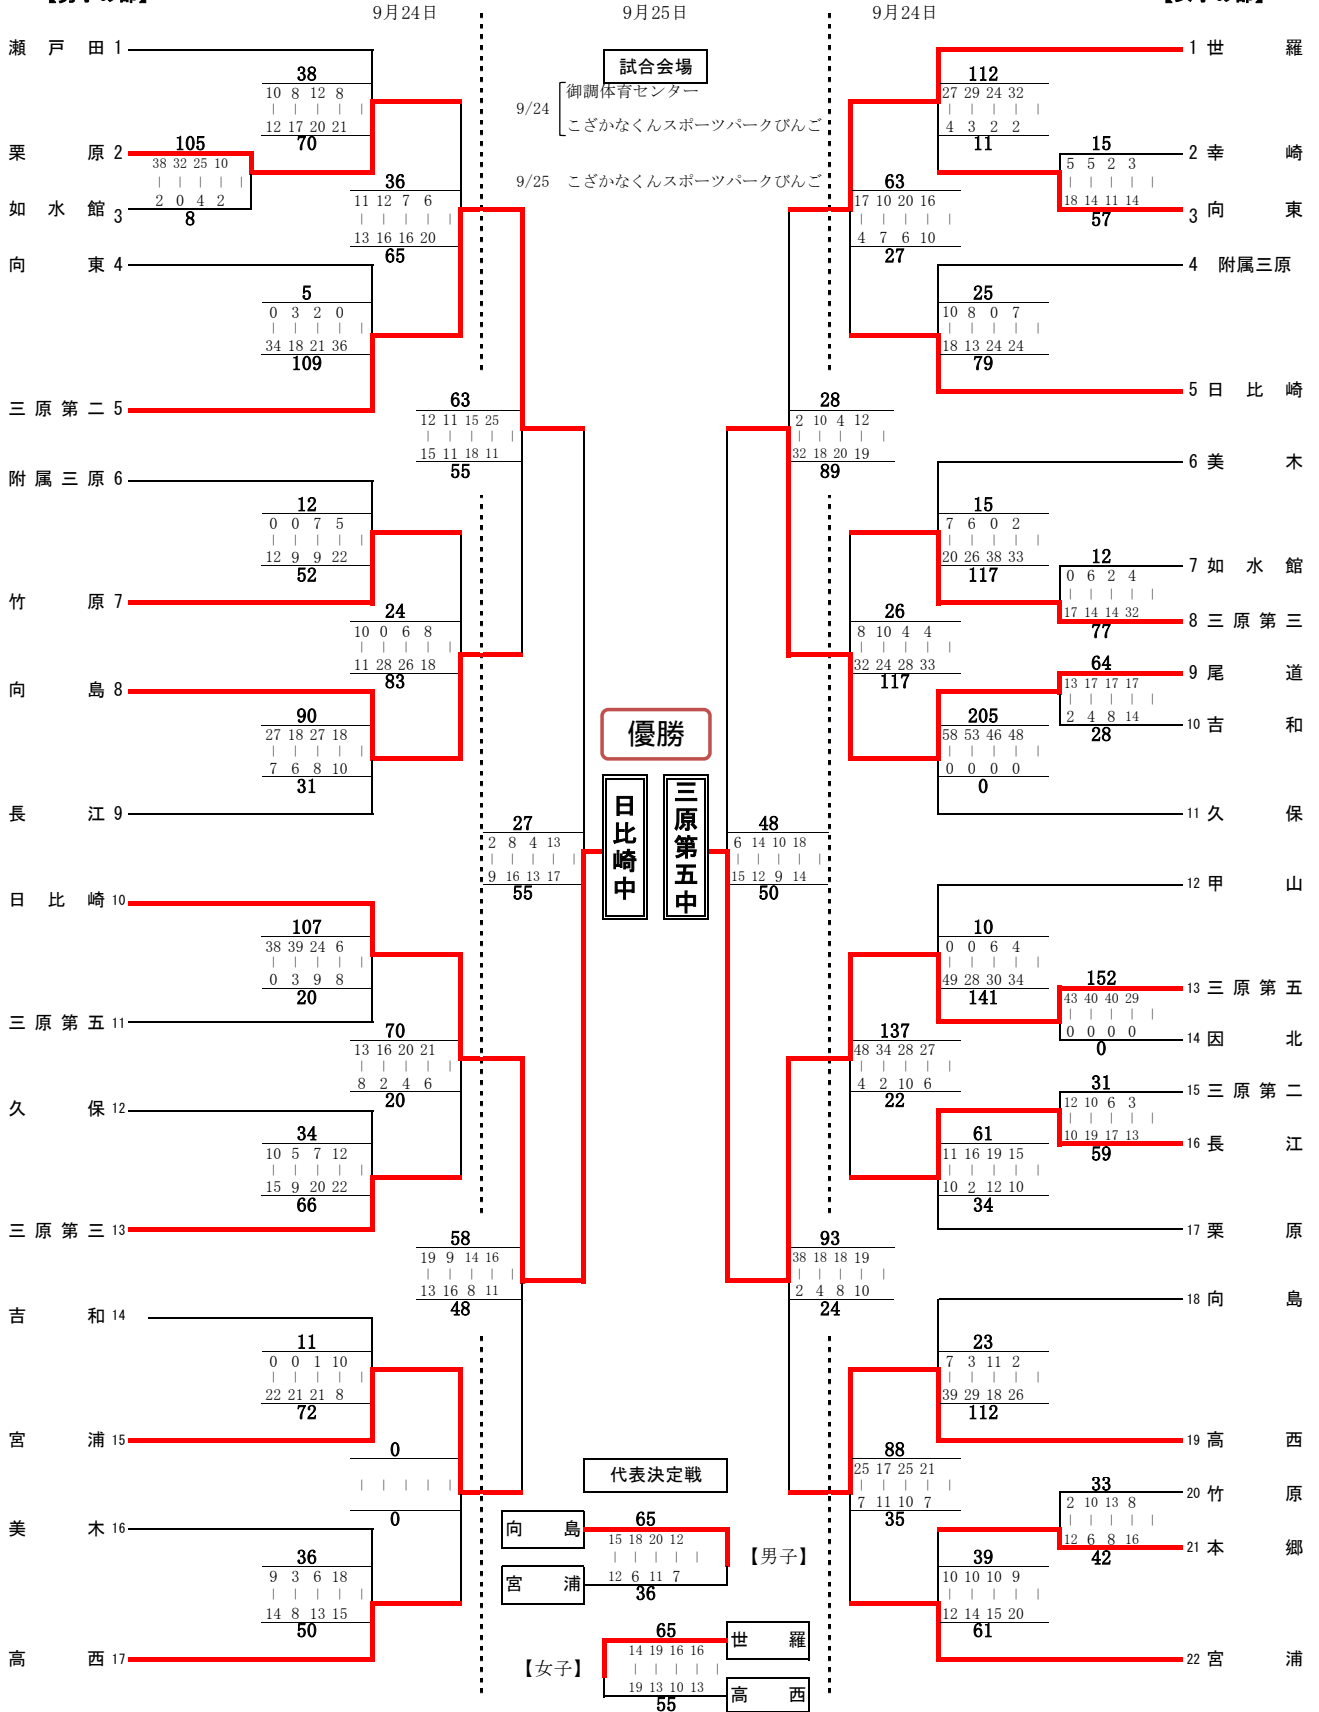 9月24日 9月25日 9月24日
試合会場
9/24 御調体育センター
こざかなくんスポーツパークびんご
9/25 こざかなくんスポーツパークびんご
瀬戸田 1
栗原 2
如水館 3
向東 4
三原第二 5
附属三原 6
竹原 7
向島 8
長江 9
日比崎 10
三原第五 11
久保 12
三原第三 13
吉和 14
宮浦 15
美木 16
高西 17
105
38 32 25 10
2 0 4 2
8
38
10 8 12 8
12 17 20 21
70
5
0 3 2 0
34 18 21 36
109
12
0 0 7 5
12 9 9 22
52
90
27 18 27 18
7 6 8 10
31
107
38 39 24 6
0 3 9 8
20
34
10 5 7 12
15 9 20 22
66
11
0 0 1 10
22 21 21 8
72
36
9 3 6 18
14 8 13 15
50
36
11 12 7 6
13 16 16 20
65
24
10 0 6 8
11 28 26 18
83
70
13 16 20 21
8 2 4 6
20
0
0
63
12 11 15 25
15 11 18 11
55
58
19 9 14 16
13 16 8 11
48
27
2 8 4 13
9 16 13 17
55
優勝
日比崎中
三原第五中
48
6 14 10 18
15 12 9 14
50
28
2 10 4 12
32 18 20 19
89
93
38 18 18 19
2 4 8 10
24
63
17 10 20 16
4 7 6 10
27
26
8 10 4 4
32 24 28 33
117
137
48 34 28 27
4 2 10 6
22
88
25 17 25 21
7 11 10 7
35
112
27 29 24 32
4 3 2 2
11
25
10 8 0 7
18 13 24 24
79
15
7 6 0 2
20 26 38 33
117
205
58 53 46 48
0 0 0 0
0
10
0 0 6 4
49 28 30 34
141
61
11 16 19 15
10 2 12 10
34
23
7 3 11 2
39 29 18 26
112
39
10 10 10 9
12 14 15 20
61
15
5 5 2 3
18 14 11 14
57
12
0 6 2 4
17 14 14 32
77
64
13 17 17 17
2 4 8 14
28
152
43 40 40 29
0 0 0 0
0
31
12 10 6 3
10 19 17 13
59
33
2 10 13 8
12 6 8 16
42
1 世羅
2 幸崎
3 向東
4 附属三原
5 日比崎
6 美木
7 如水館
8 三原第三
9 尾道
10 吉和
11 久保
12 甲山
13 三原第五
14 因北
15 三原第二
16 長江
17 栗原
18 向島
19 高西
20 竹原
21 本郷
22 宮浦
代表決定戦
向島
宮浦
65
15 18 20 12
12 6 11 7
36
【男子】
【女子】
65
14 19 16 16
19 13 10 13
55
世羅
高西